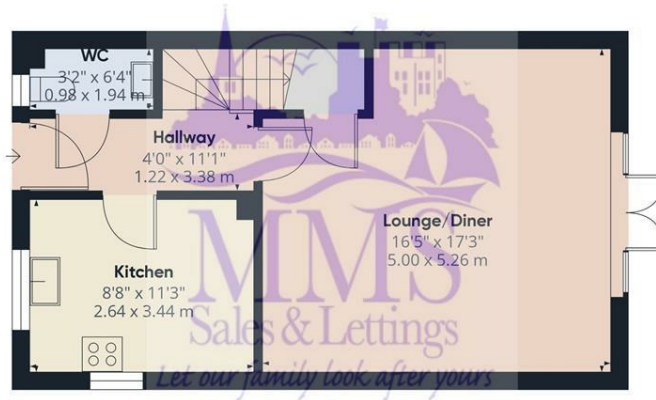 WC
3'2" x 6'4"
0.98 x 1.94 m
Hallway
4'0" x 11'1"
1.22 x 3.38 m
Lounge/Diner
16'5" x 17'3"
5.00 x 5.26 m
Kitchen
8'8" x 11'3"
2.64 x 3.44 m
MMS
Sales & Lettings
Let our family look after yours